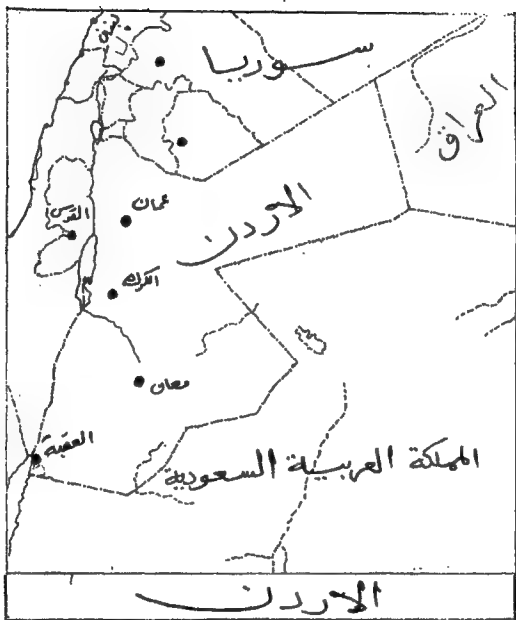 سوريا
العراق
الاردن
عمان
القدس
الكرك
معان
العقبة
المملكة العربية السعودية
الاردن